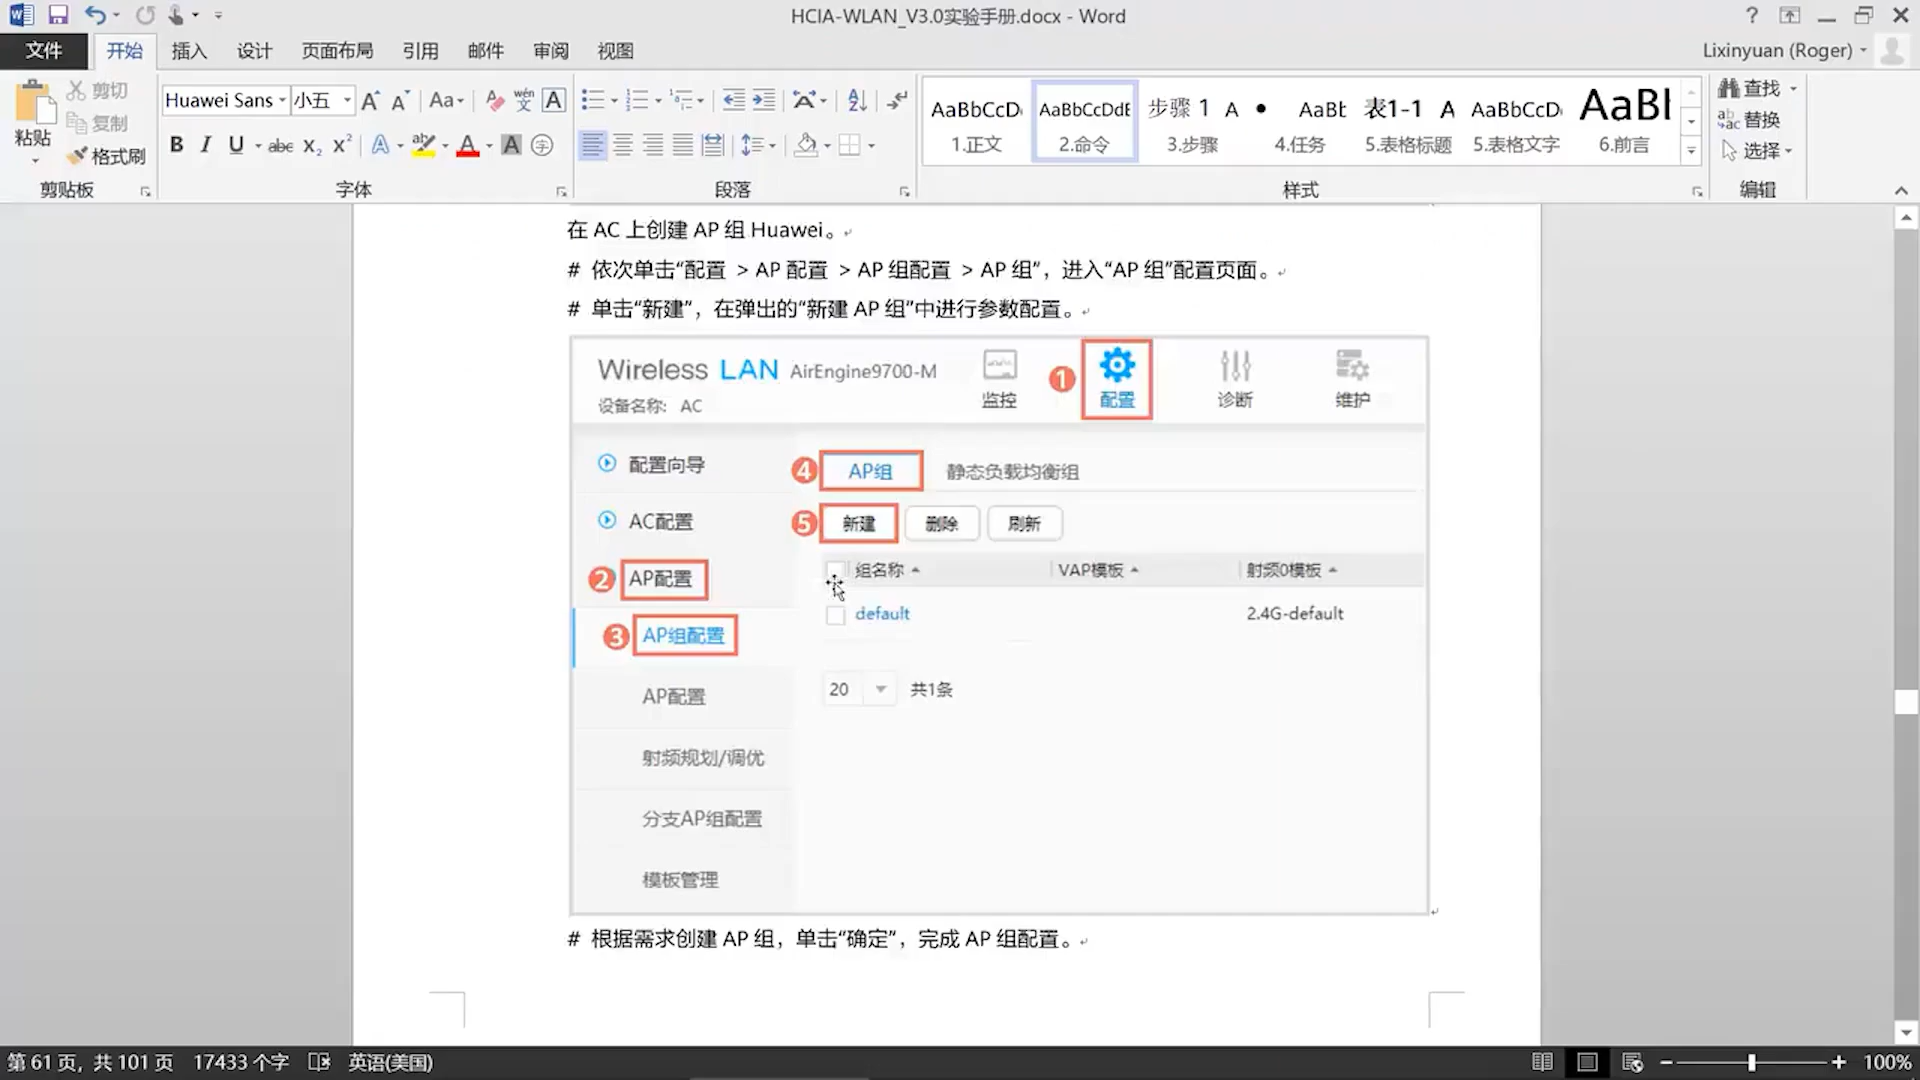 HCIA-WLAN_V3.0实验手册.docx - Word
文件 开始 插入 设计 页面布局 引用 邮件 审阅 视图 Lixinyuan (Roger)
粘贴 剪切 复制 格式刷
Huawei Sans 小五
AaBbCcD AaBbCcDdE 步骤 1 A AaBb 表1-1 A AaBbCcD AaBl
1.正文 2.命令 3.步骤 4.任务 5.表格标题 5.表格文字 6.前言
查找
替换
选择
剪贴板 字体 段落 样式 编辑
在 AC 上创建 AP 组 Huawei。
# 依次单击“配置 > AP 配置 > AP 组配置 > AP 组”，进入“AP 组”配置页面。
# 单击“新建”，在弹出的“新建 AP 组”中进行参数配置。
Wireless LAN AirEngine9700-M
设备名称: AC
监控 1 配置 诊断 维护
配置向导
AC配置
2 AP配置
3 AP组配置
AP配置
射频规划/调优
分支AP组配置
模板管理
4 AP组 静态负载均衡组
5 新建 删除 刷新
组名称 VAP模板 射频0模板
default 2.4G-default
20 共1条
# 根据需求创建 AP 组，单击“确定”，完成 AP 组配置。
第 61 页，共 101 页 17433 个字 英语(美国) 100%